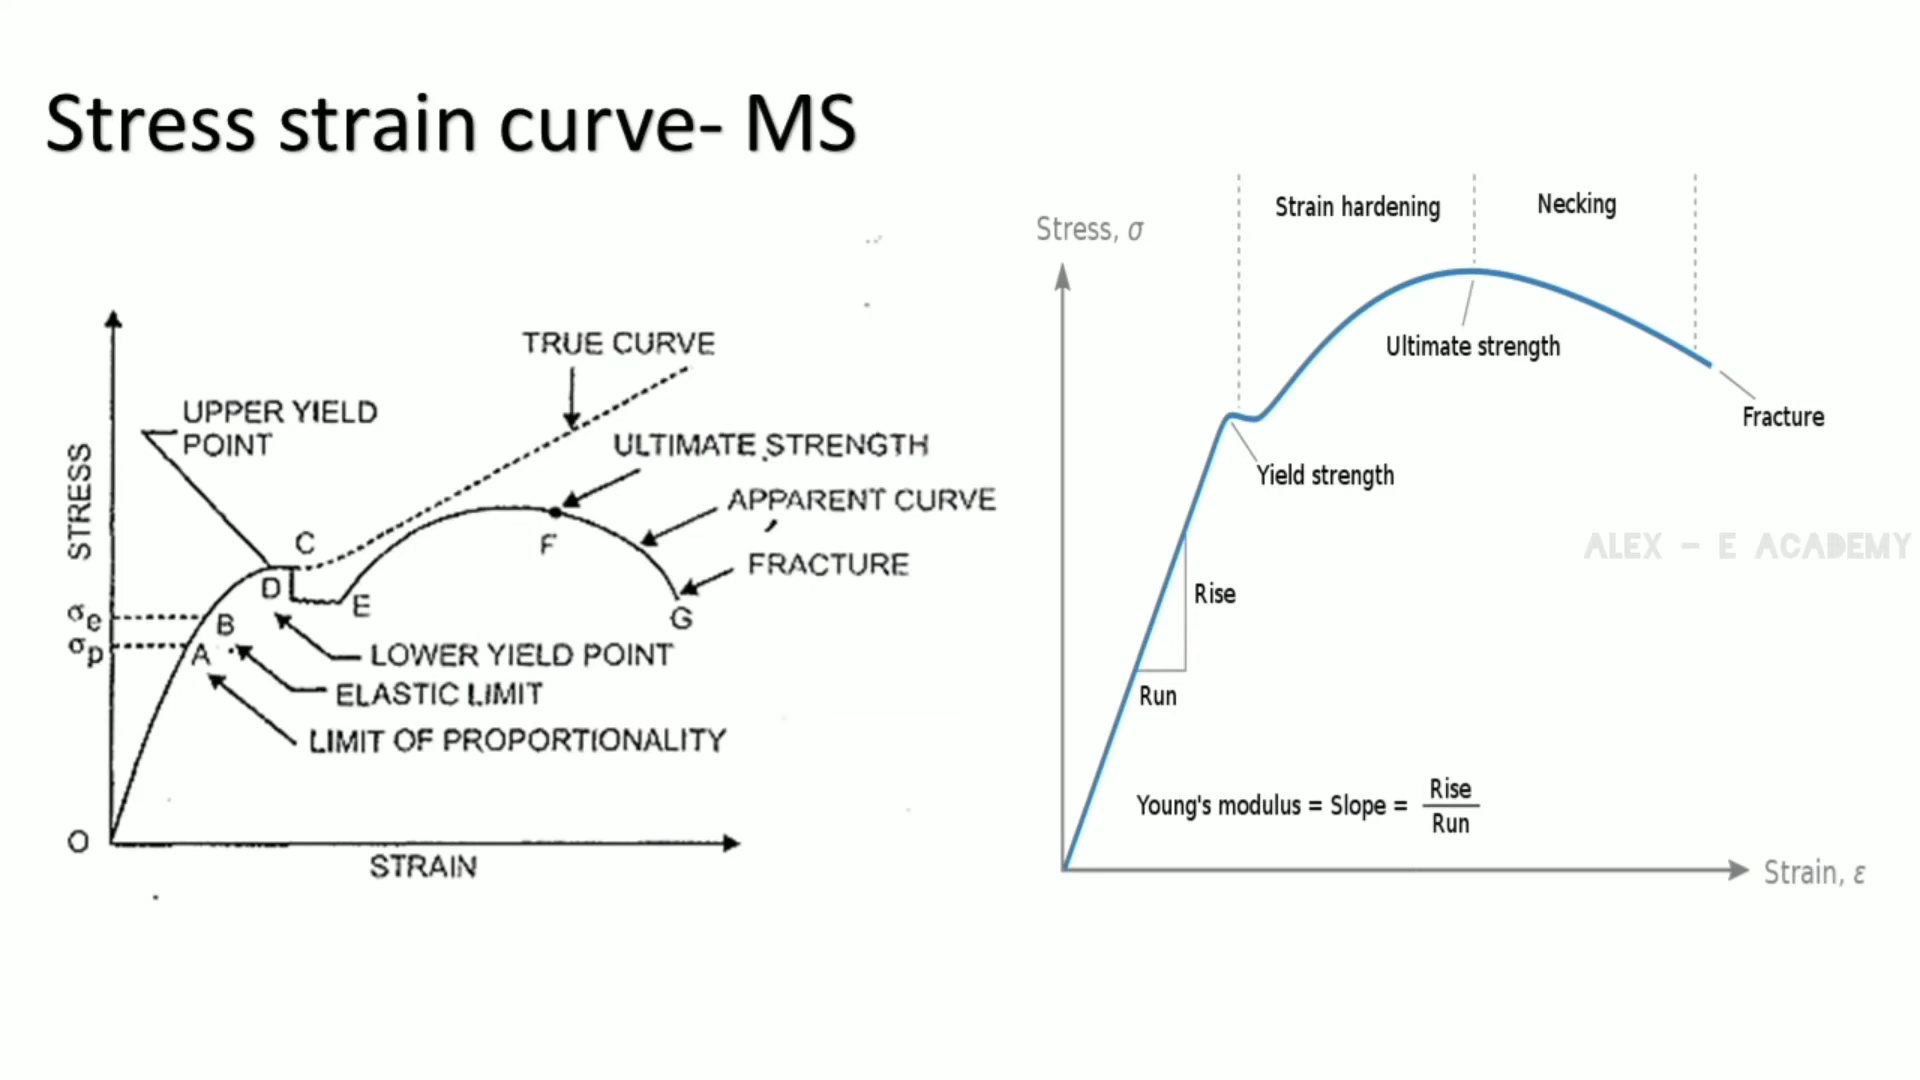 Stress strain curve- MS
STRESS
UPPER YIELD
POINT
TRUE CURVE
ULTIMATE STRENGTH
APPARENT CURVE
FRACTURE
C
D
E
F
G
σe
B
σp
A
LOWER YIELD POINT
ELASTIC LIMIT
LIMIT OF PROPORTIONALITY
O
STRAIN
Stress, σ
Strain hardening
Necking
Ultimate strength
Fracture
Yield strength
ALEX - E ACADEMY
Rise
Run
Young's modulus = Slope = Rise
Run
Strain, ε